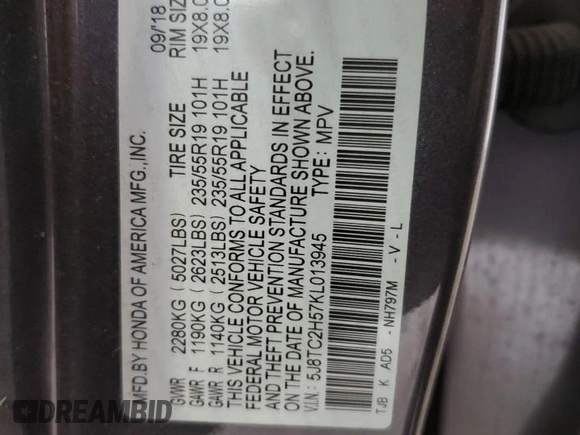 MFD.BY HONDA OF AMERICA MFG.,INC. 09/18
GVWR 2280KG (5027LBS) TIRE SIZE RIM SIZ
GAWR F 1190KG (2623LBS) 235/55R19 101H 19X8.0
GAWR R 1140KG (2513LBS) 235/55R19 101H 19X8.0
THIS VEHICLE CONFORMS TO ALL APPLICABLE
FEDERAL MOTOR VEHICLE SAFETY
AND THEFT PREVENTION STANDARDS IN EFFECT
ON THE DATE OF MANUFACTURE SHOWN ABOVE.
V.I.N.: 5J8TC2H57KL013945 TYPE: MPV
TJB K AD5 -NH797M -V -L
DREAMBID